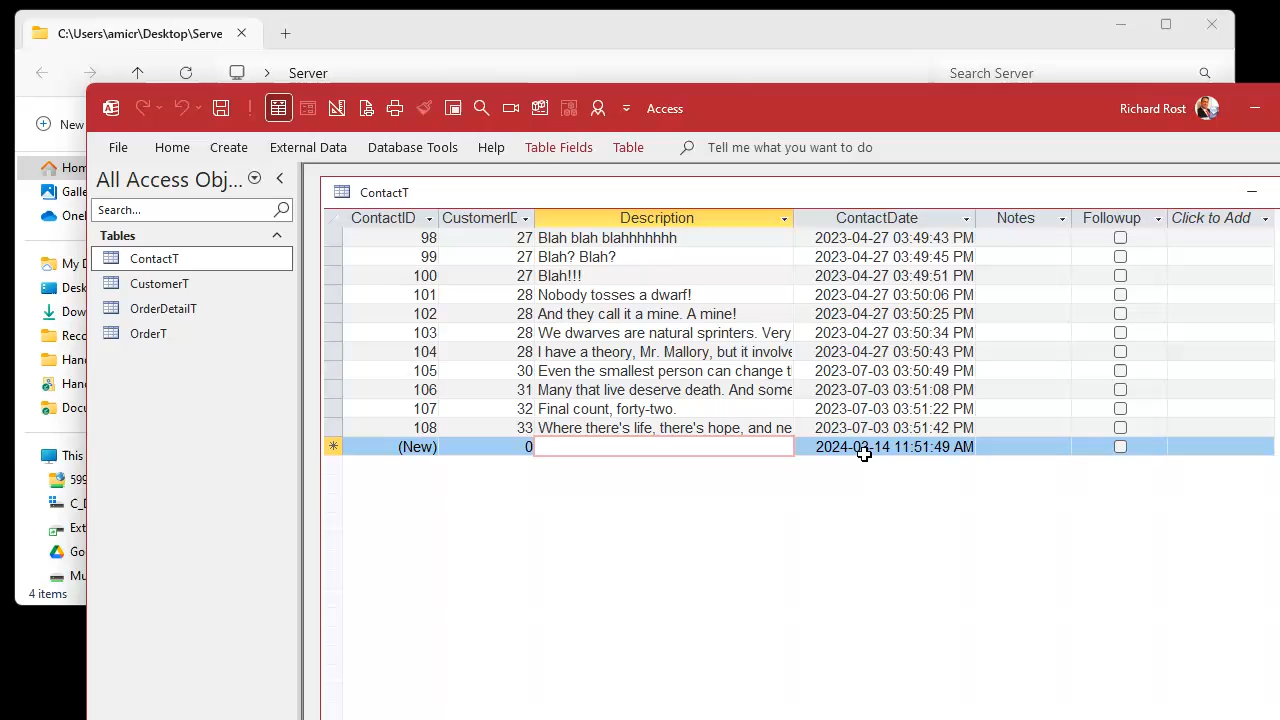 C:\Users\amicr\Desktop\Serve
Server
Search Server
Access
Richard Rost
New
File Home Create External Data Database Tools Help Table Fields Table Tell me what you want to do
Hom
Galle
OneI
My D
Desk
Dow
Reco
Hand
Hand
Docu
This
599
C_D
Ext
Go
Mu
4 items
All Access Obj...
Search...
Tables
ContactT
CustomerT
OrderDetailT
OrderT
ContactT
ContactID CustomerID Description ContactDate Notes Followup Click to Add
98 27 Blah blah blahhhhhhh 2023-04-27 03:49:43 PM
99 27 Blah? Blah? 2023-04-27 03:49:45 PM
100 27 Blah!!! 2023-04-27 03:49:51 PM
101 28 Nobody tosses a dwarf! 2023-04-27 03:50:06 PM
102 28 And they call it a mine. A mine! 2023-04-27 03:50:25 PM
103 28 We dwarves are natural sprinters. Very 2023-04-27 03:50:34 PM
104 28 I have a theory, Mr. Mallory, but it involve 2023-04-27 03:50:43 PM
105 30 Even the smallest person can change t 2023-07-03 03:50:49 PM
106 31 Many that live deserve death. And some 2023-07-03 03:51:08 PM
107 32 Final count, forty-two. 2023-07-03 03:51:22 PM
108 33 Where there's life, there's hope, and ne 2023-07-03 03:51:42 PM
(New) 0 2024-03-14 11:51:49 AM